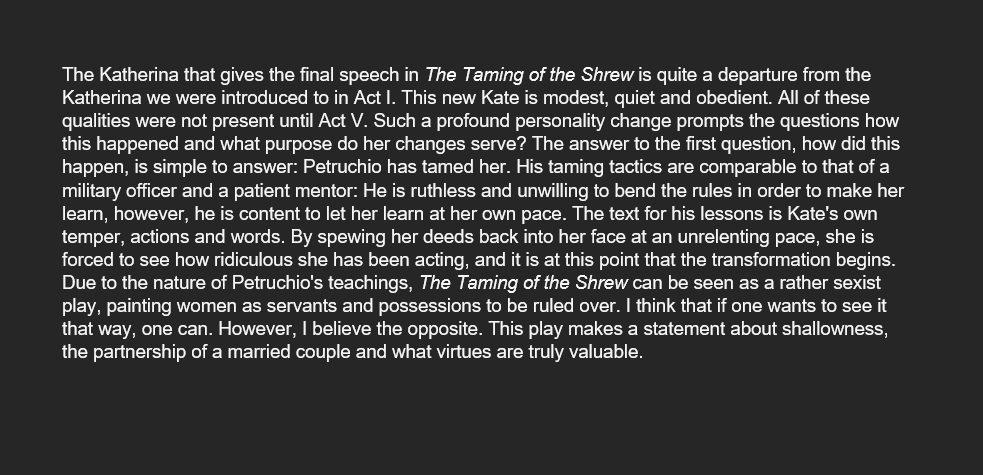 The Katherina that gives the final speech in The Taming of the Shrew is quite a departure from the
Katherina we were introduced to in Act I. This new Kate is modest, quiet and obedient. All of these
qualities were not present until Act V. Such a profound personality change prompts the questions how
this happened and what purpose do her changes serve? The answer to the first question, how did this
happen, is simple to answer: Petruchio has tamed her. His taming tactics are comparable to that of a
military officer and a patient mentor: He is ruthless and unwilling to bend the rules in order to make her
learn, however, he is content to let her learn at her own pace. The text for his lessons is Kate's own
temper, actions and words. By spewing her deeds back into her face at an unrelenting pace, she is
forced to see how ridiculous she has been acting, and it is at this point that the transformation begins.
Due to the nature of Petruchio's teachings, The Taming of the Shrew can be seen as a rather sexist
play, painting women as servants and possessions to be ruled over. I think that if one wants to see it
that way, one can. However, I believe the opposite. This play makes a statement about shallowness,
the partnership of a married couple and what virtues are truly valuable.